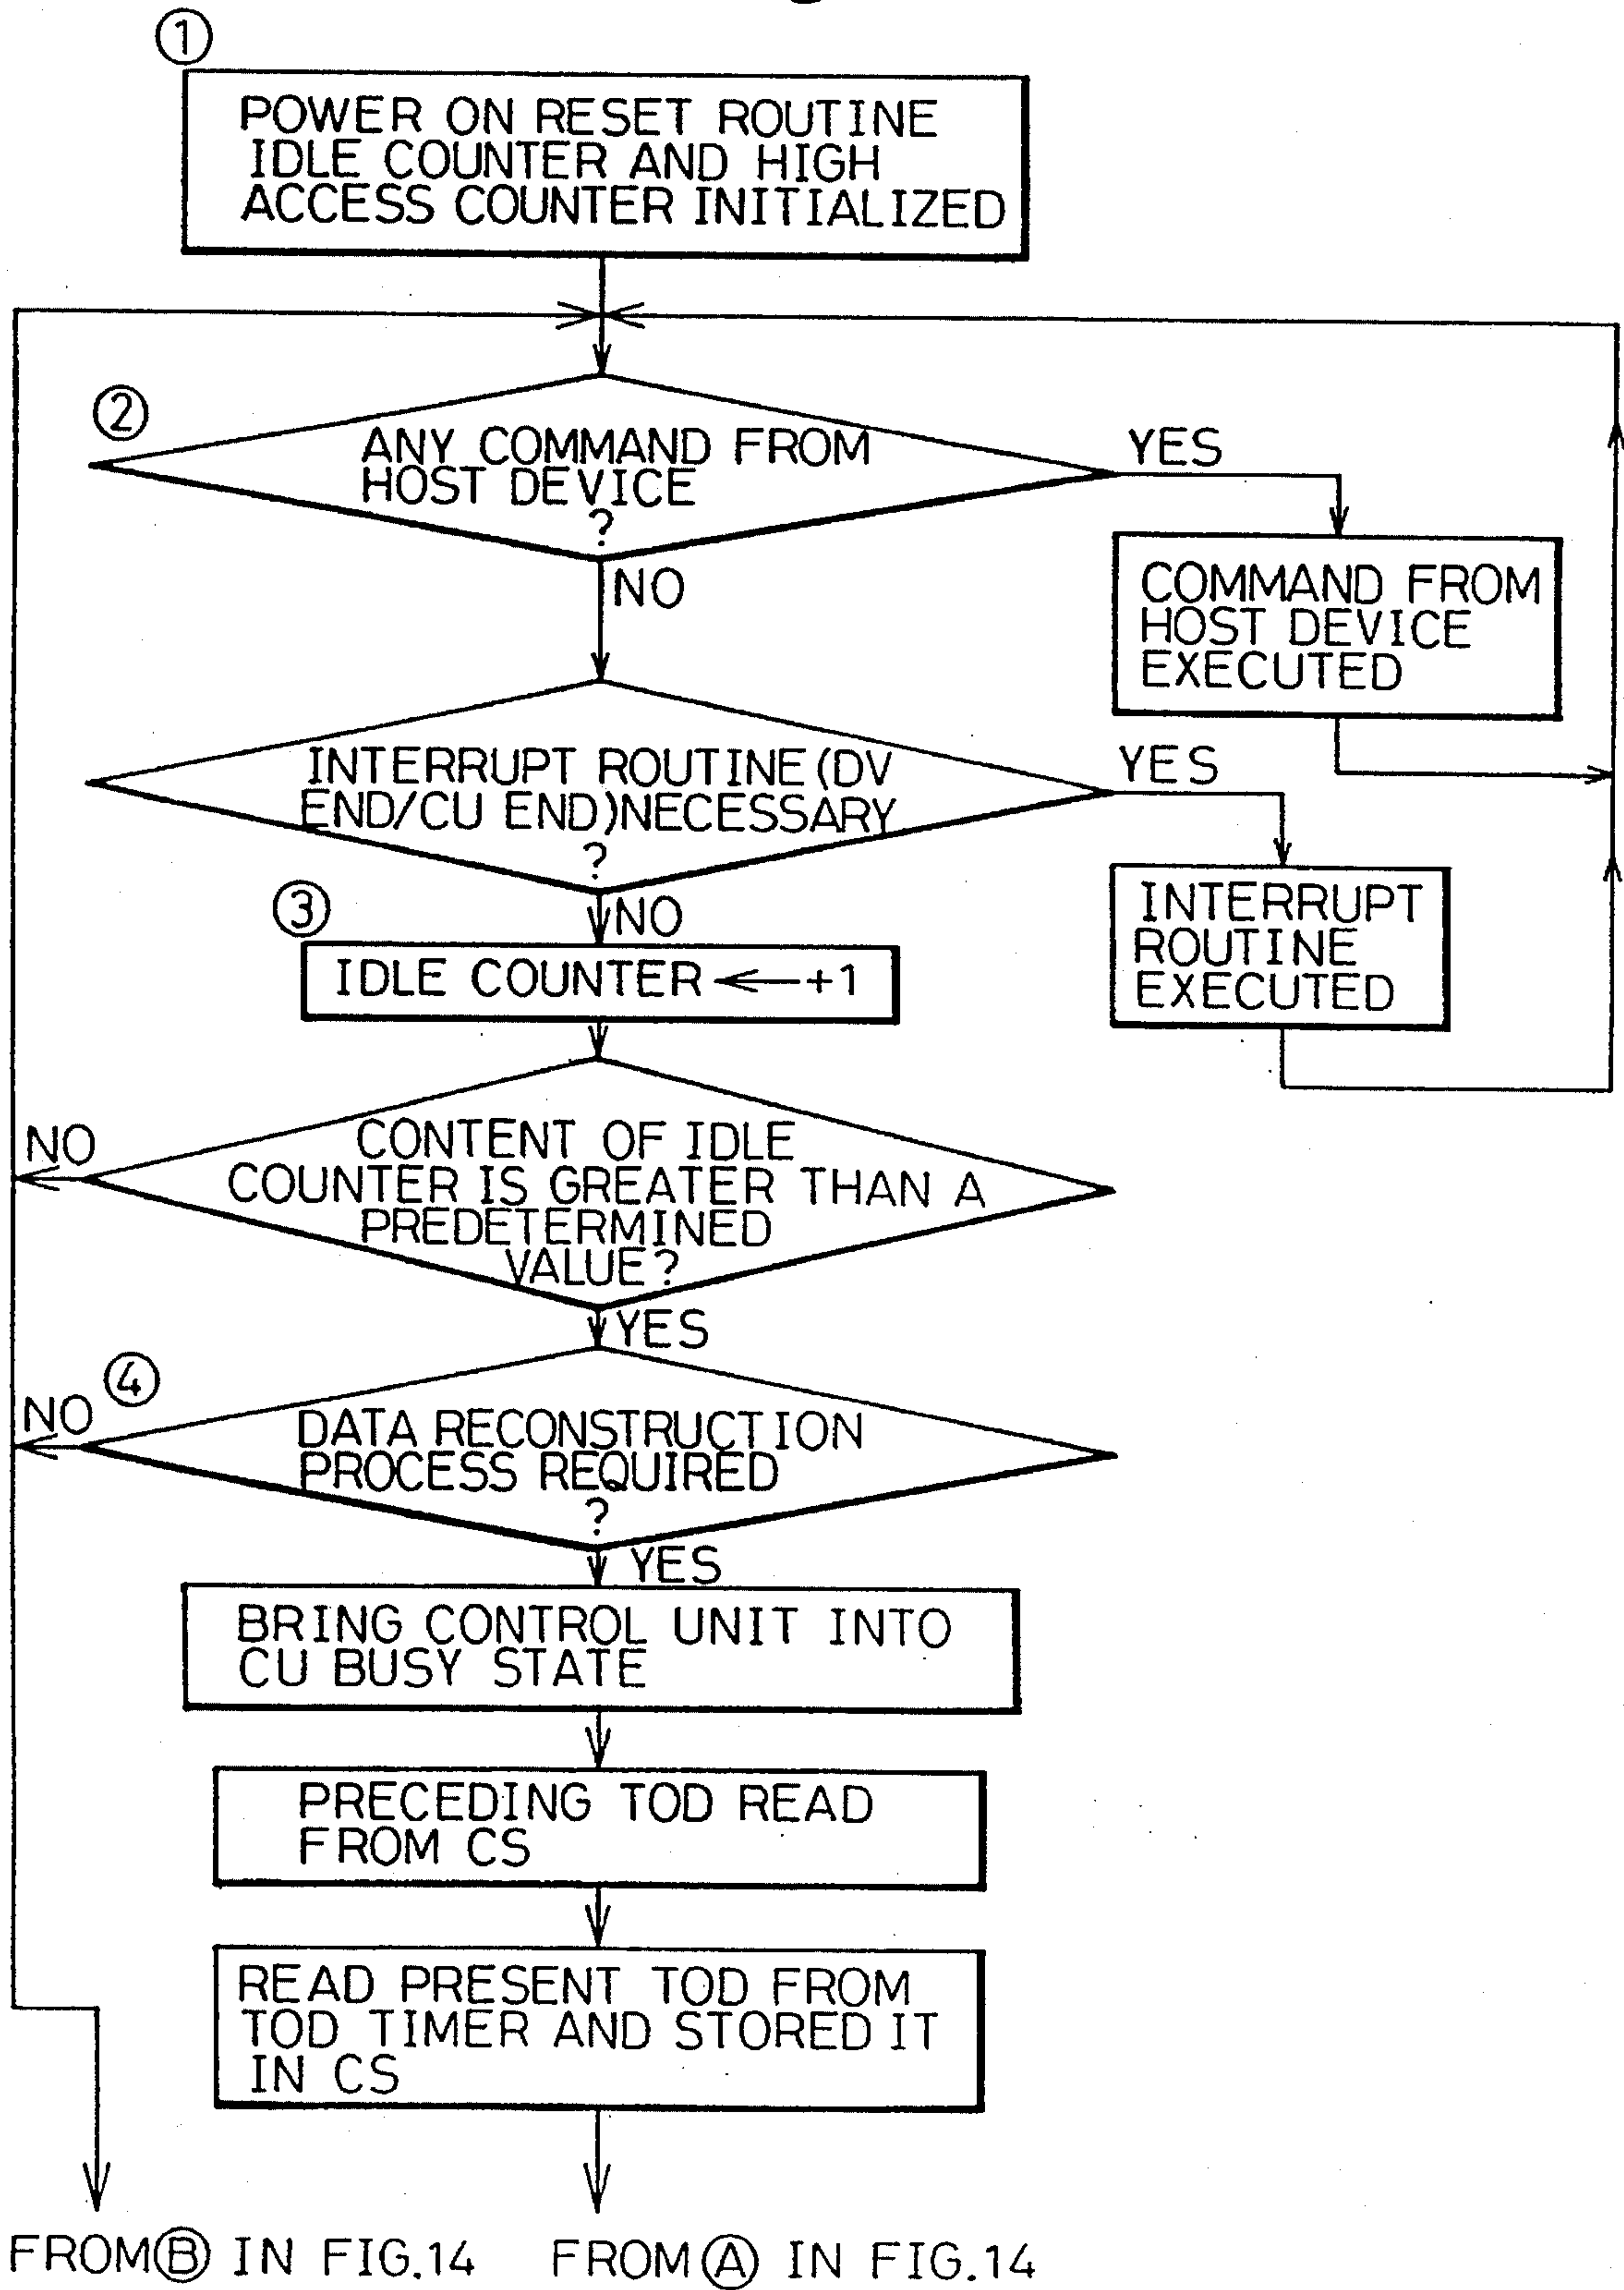 ①
POWER ON RESET ROUTINE
IDLE COUNTER AND HIGH
ACCESS COUNTER INITIALIZED
②
ANY COMMAND FROM
HOST DEVICE
?
YES
NO
COMMAND FROM
HOST DEVICE
EXECUTED
INTERRUPT ROUTINE(DV
END/CU END)NECESSARY
?
YES
NO
INTERRUPT
ROUTINE
EXECUTED
③
IDLE COUNTER ← +1
CONTENT OF IDLE
COUNTER IS GREATER THAN A
PREDETERMINED
VALUE?
NO
YES
④
DATA RECONSTRUCTION
PROCESS REQUIRED
?
NO
YES
BRING CONTROL UNIT INTO
CU BUSY STATE
PRECEDING TOD READ
FROM CS
READ PRESENT TOD FROM
TOD TIMER AND STORED IT
IN CS
FROM Ⓑ IN FIG.14
FROM Ⓐ IN FIG.14